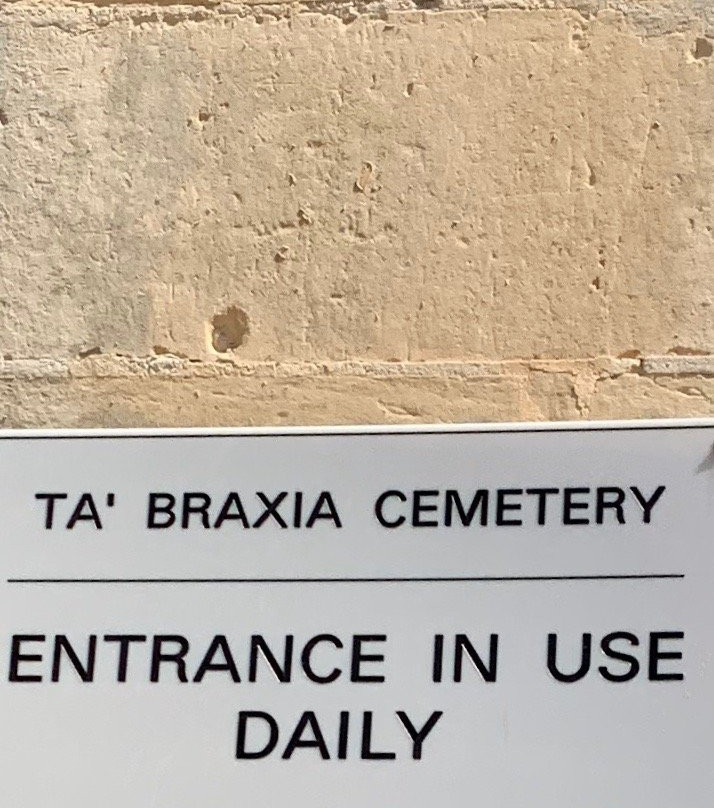 TA' BRAXIA CEMETERY
ENTRANCE IN USE
DAILY